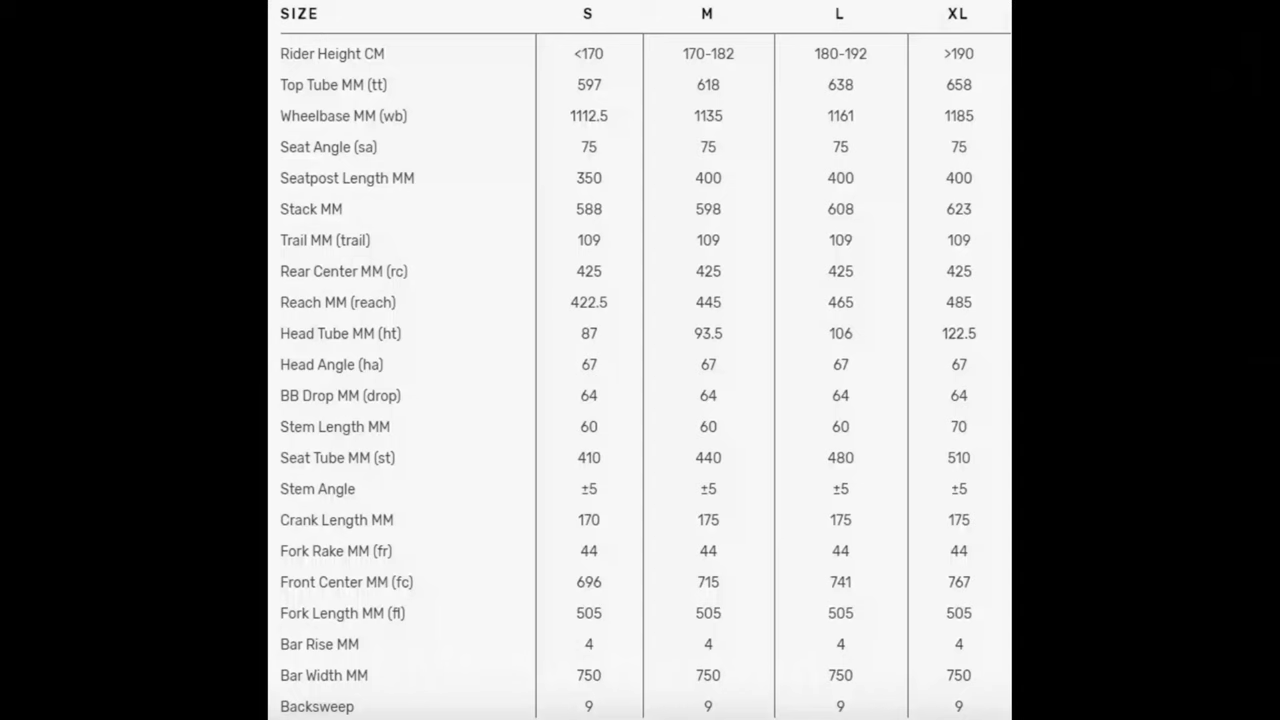 SIZE S M L XL
Rider Height CM <170 170-182 180-192 >190
Top Tube MM (tt) 597 618 638 658
Wheelbase MM (wb) 1112.5 1135 1161 1185
Seat Angle (sa) 75 75 75 75
Seatpost Length MM 350 400 400 400
Stack MM 588 598 608 623
Trail MM (trail) 109 109 109 109
Rear Center MM (rc) 425 425 425 425
Reach MM (reach) 422.5 445 465 485
Head Tube MM (ht) 87 93.5 106 122.5
Head Angle (ha) 67 67 67 67
BB Drop MM (drop) 64 64 64 64
Stem Length MM 60 60 60 70
Seat Tube MM (st) 410 440 480 510
Stem Angle ±5 ±5 ±5 ±5
Crank Length MM 170 175 175 175
Fork Rake MM (fr) 44 44 44 44
Front Center MM (fc) 696 715 741 767
Fork Length MM (fl) 505 505 505 505
Bar Rise MM 4 4 4 4
Bar Width MM 750 750 750 750
Backsweep 9 9 9 9